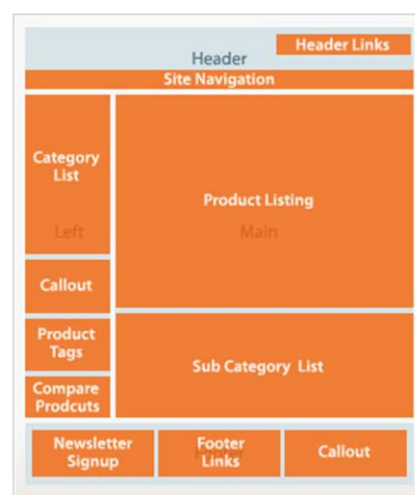 Header Links
Header
Site Navigation
Category
List
Left
Product Listing
Main
Callout
Product
Tags
Sub Category List
Compare
Prodcuts
Newsletter
Signup
Footer
Links
Callout